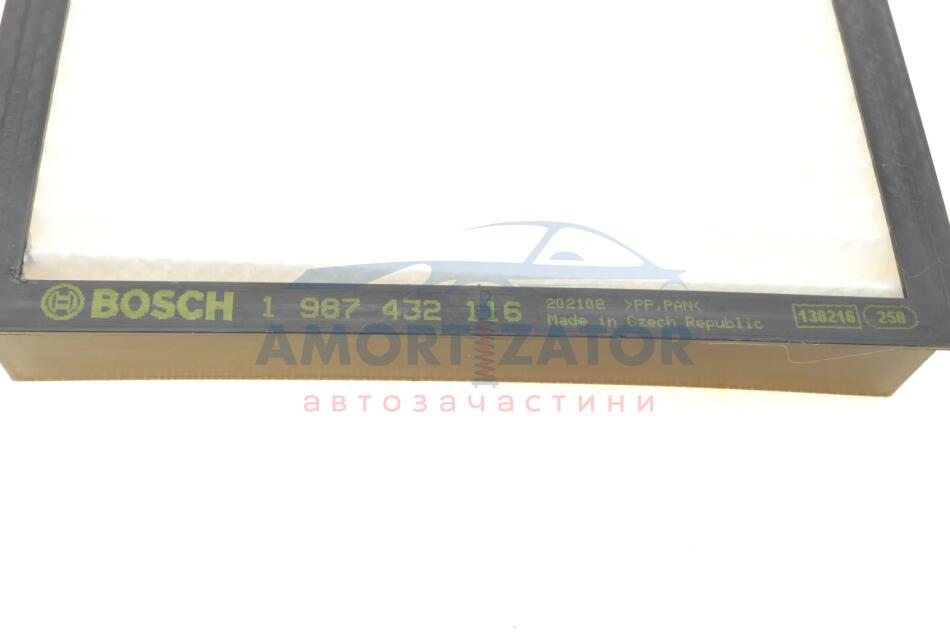 BOSCH 1 987 432 116 202108 >PP,PAN< 138216 250
Made in Czech Republic
AMORTIZATOR
автозачастини